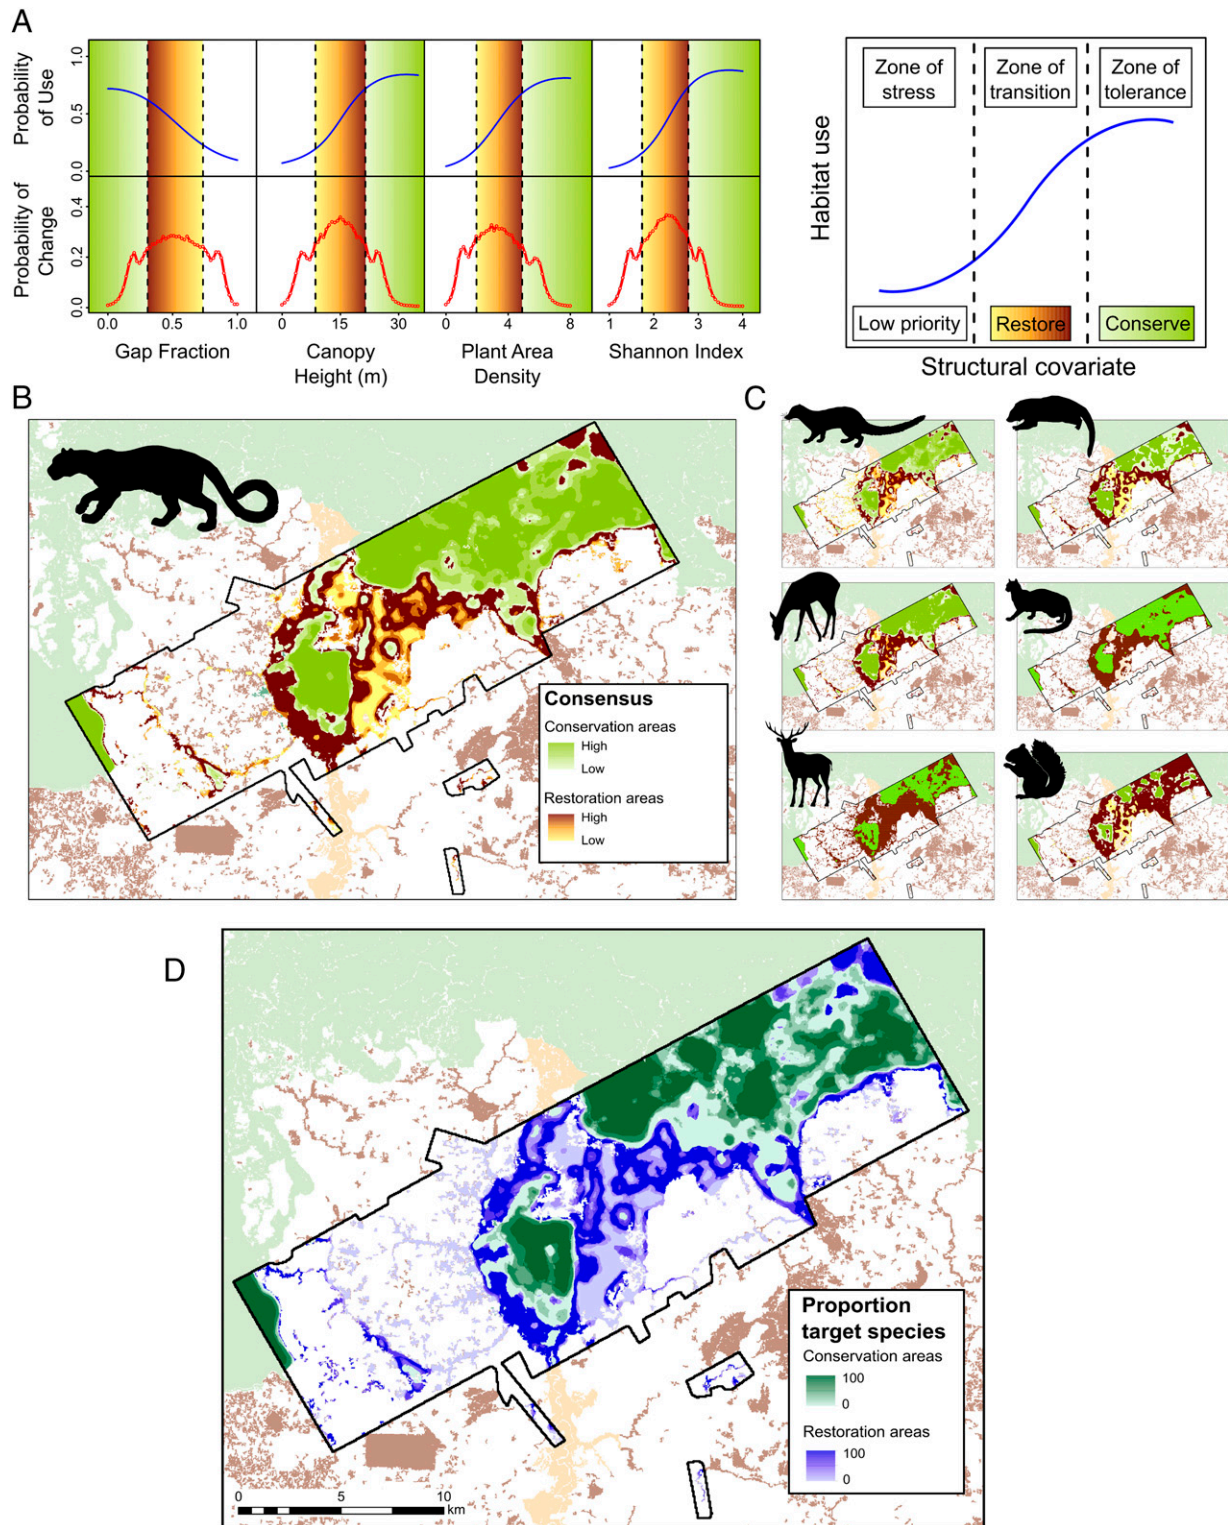 A
Probability
of Use
0.0
0.5
1.0
Probability of
Change
0.0
0.2
0.4
0.0
0.5
1.0
0
15
30
0
4
8
1
2
3
4
Gap Fraction
Canopy
Height (m)
Plant Area
Density
Shannon Index
Habitat use
Zone of
stress
Zone of
transition
Zone of
tolerance
Low priority
Restore
Conserve
Structural covariate
B
Consensus
Conservation areas
High
Low
Restoration areas
High
Low
C
D
Proportion
target species
Conservation areas
100
0
Restoration areas
100
0
0
5
10
km